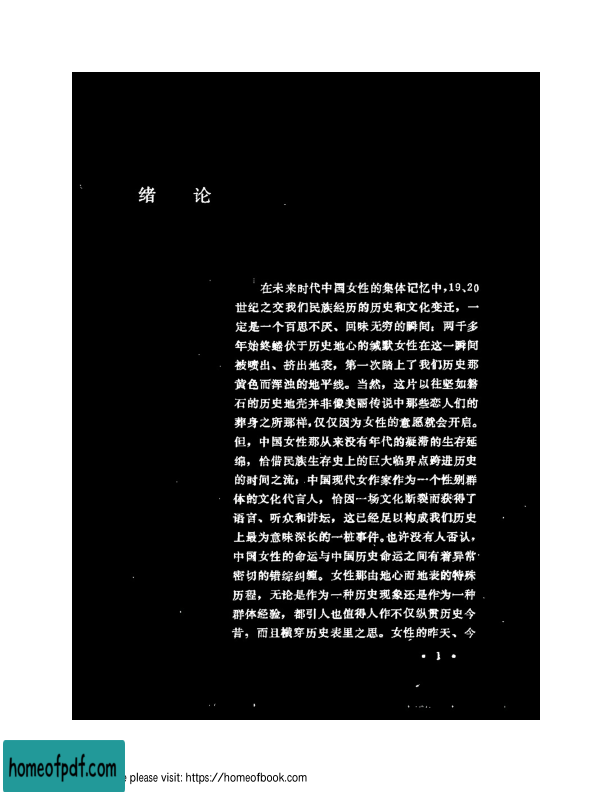 绪 论
在未来时代中国女性的集体记忆中，19、20
世纪之交我们民族经历的历史和文化变迁，一
定是一个百思不厌、回味无穷的瞬间：两千多
年始终蜷伏于历史地心的缄默女性在这一瞬间
被喷出、挤出地表，第一次踏上了我们历史那
黄色而浑浊的地平线。当然，这片以往坚如磐
石的历史地壳并非像美丽传说中那些恋人们的
葬身之所那样，仅仅因为女性的意愿就会开启。
但，中国女性那从来没有年代的凝滞的生存延
绵，恰借民族生存史上的巨大临界点跨进历史
的时间之流；中国现代女作家作为一个性别群
体的文化代言人，恰因一场文化断裂而获得了
语言、听众和讲坛，这已经足以构成我们历史
上最为意味深长的一桩事件。也许没有人否认，
中国女性的命运与中国历史命运之间有着异常
密切的错综纠缠。女性那由地心而地表的特殊
历程，无论是作为一种历史现象还是作为一种
群体经验，都引人也值得人作不仅纵贯历史今
昔，而且横穿历史表里之思。女性的昨天、今
• 1 •
homeofpdf.com
please visit: https://homeofbook.com